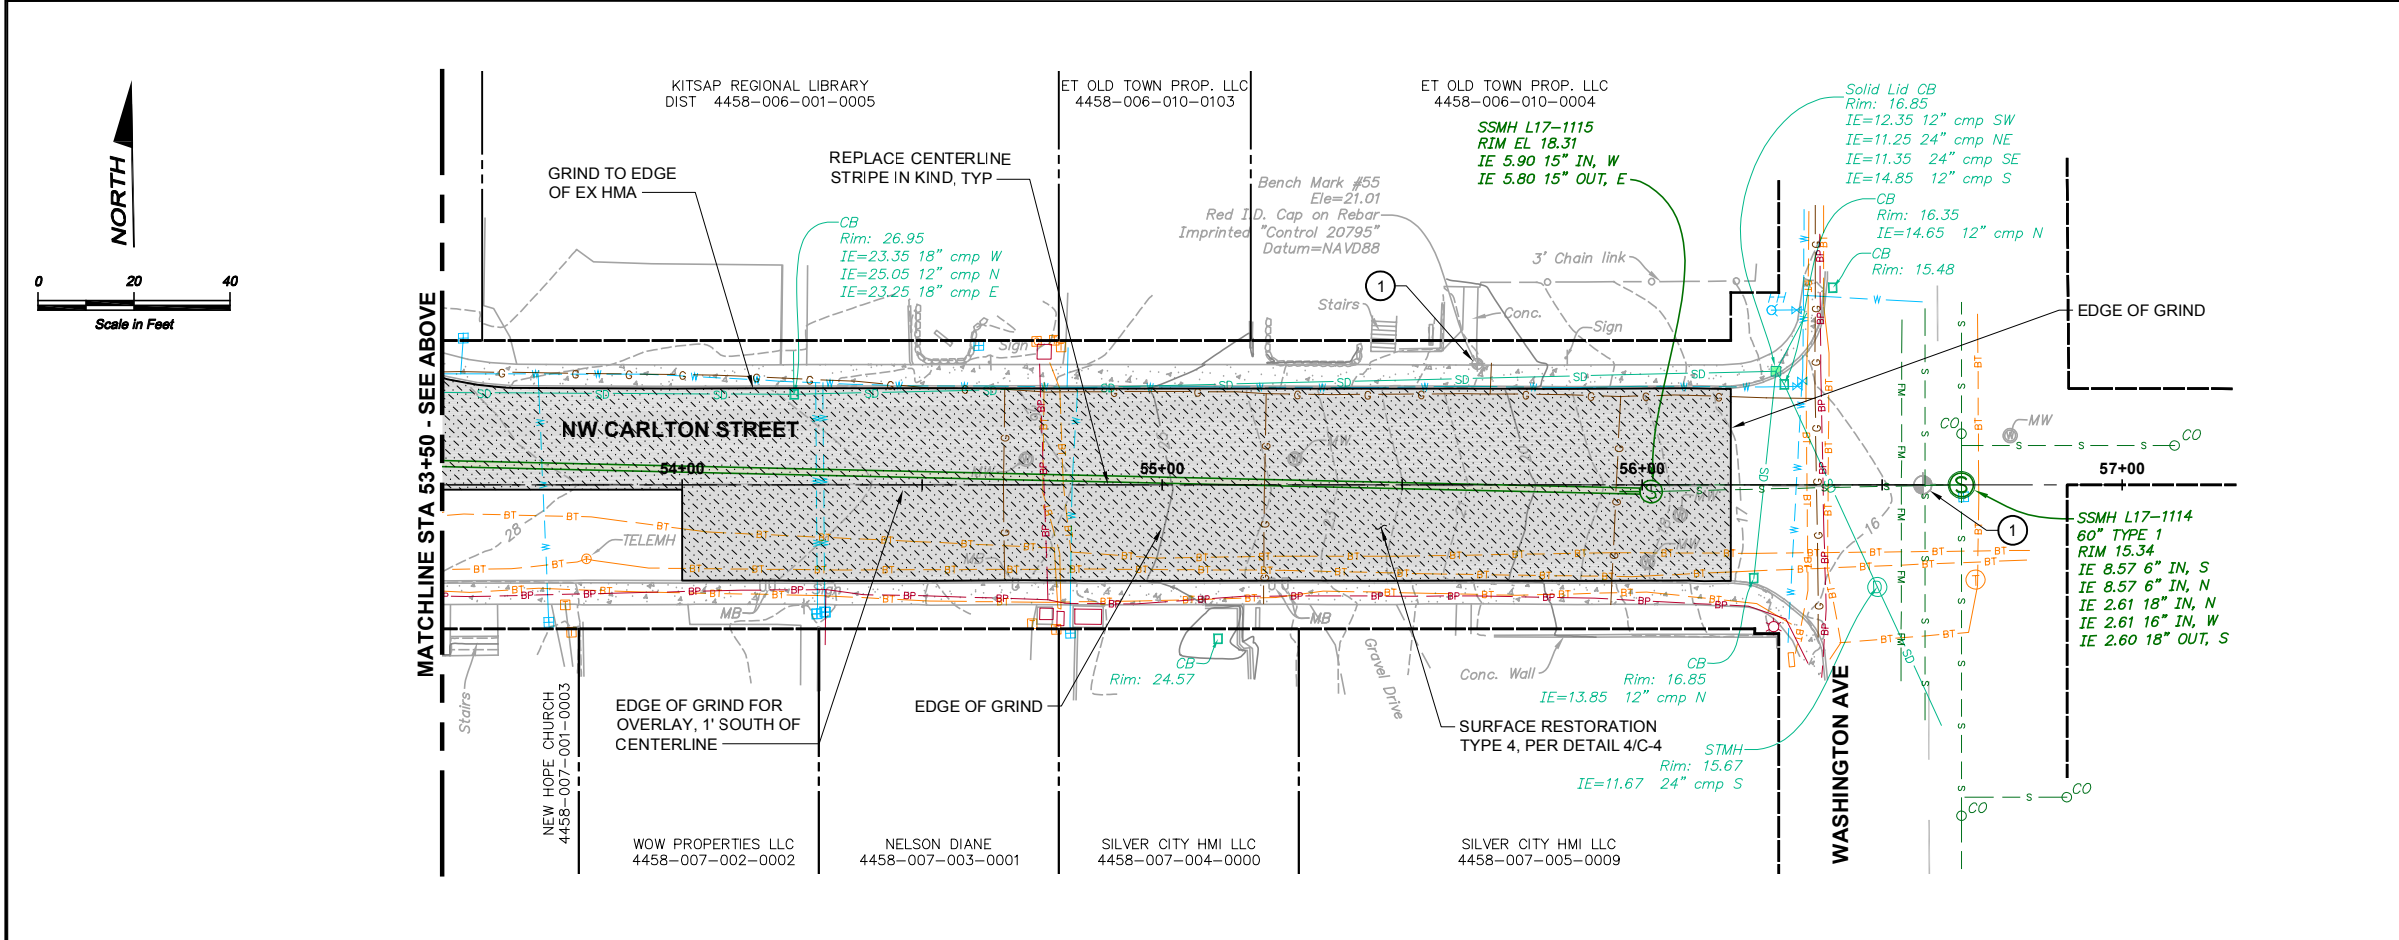 KITSAP REGIONAL LIBRARY
DIST 4458-006-001-0005
ET OLD TOWN PROP. LLC
4458-006-010-0103
ET OLD TOWN PROP. LLC
4458-006-010-0004
SSMH L17-1115
RIM EL 18.31
IE 5.90 15" IN, W
IE 5.80 15" OUT, E
Solid Lid CB
Rim: 16.85
IE=12.35 12" cmp SW
IE=11.25 24" cmp NE
IE=11.35 24" cmp SE
IE=14.85 12" cmp S
CB
Rim: 16.35
IE=14.65 12" cmp N
CB
Rim: 15.48
NORTH
0 20 40
Scale in Feet
GRIND TO EDGE
OF EX HMA
REPLACE CENTERLINE
STRIPE IN KIND, TYP
CB
Rim: 26.95
IE=23.35 18" cmp W
IE=25.05 12" cmp N
IE=23.25 18" cmp E
Bench Mark #55
Ele=21.01
Red I.D. Cap on Rebar
Imprinted "Control 20795"
Datum=NAVD88
3' Chain link
1
Stairs
Conc.
Sign
Sign
FH
EDGE OF GRIND
MATCHLINE STA 53+50 - SEE ABOVE
NW CARLTON STREET
54+00
55+00
56+00
57+00
MW
MW
CO
CO
28
17
16
TELEMH
MB
MB
MB
Sign
1
SSMH L17-1114
60" TYPE 1
RIM 15.34
IE 8.57 6" IN, S
IE 8.57 6" IN, N
IE 2.61 18" IN, N
IE 2.61 16" IN, W
IE 2.60 18" OUT, S
Stairs
CB
Rim: 24.57
Gravel Drive
Conc. Wall
CB
Rim: 16.85
IE=13.85 12" cmp N
EDGE OF GRIND FOR
OVERLAY, 1' SOUTH OF
CENTERLINE
EDGE OF GRIND
SURFACE RESTORATION
TYPE 4, PER DETAIL 4/C-4
STMH
Rim: 15.67
IE=11.67 24" cmp S
WASHINGTON AVE
CO
CO
NEW HOPE CHURCH
4458-007-001-0003
WOW PROPERTIES LLC
4458-007-002-0002
NELSON DIANE
4458-007-003-0001
SILVER CITY HMI LLC
4458-007-004-0000
SILVER CITY HMI LLC
4458-007-005-0009